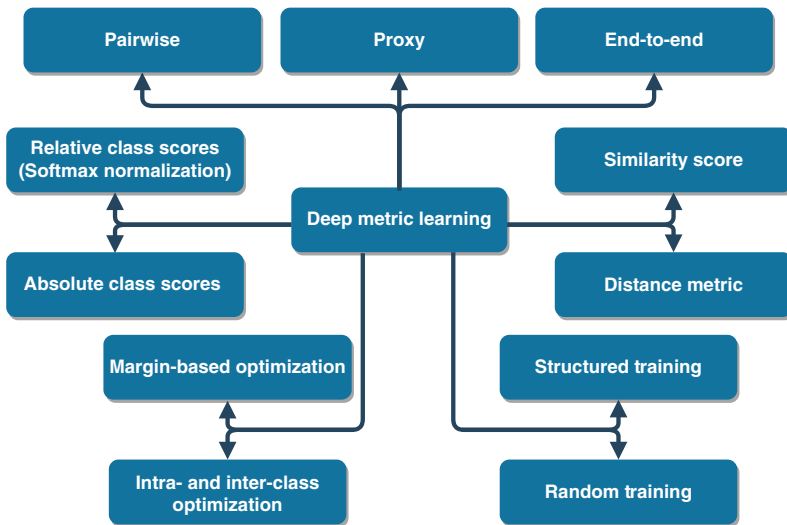 Pairwise
Proxy
End-to-end
Relative class scores
(Softmax normalization)
Similarity score
Deep metric learning
Absolute class scores
Distance metric
Margin-based optimization
Structured training
Intra- and inter-class
optimization
Random training